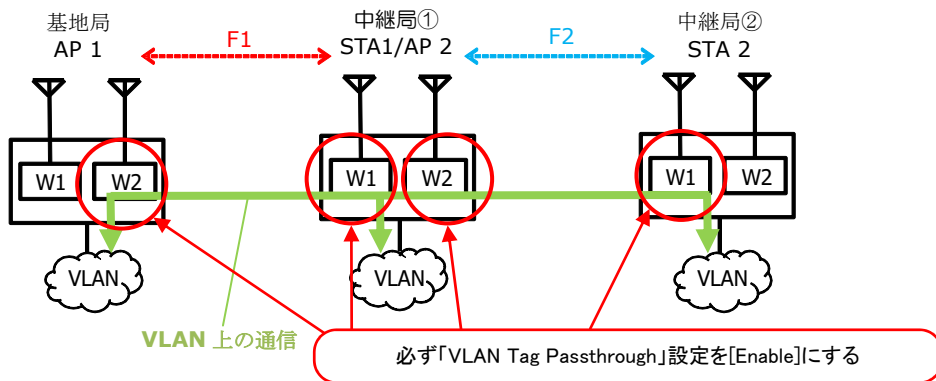 基地局
AP 1
F1
中継局①
STA1/AP 2
F2
中継局②
STA 2
W1
W2
W1
W2
W1
W2
VLAN
VLAN
VLAN
VLAN 上の通信
必ず「VLAN Tag Passthrough」設定を[Enable]にする